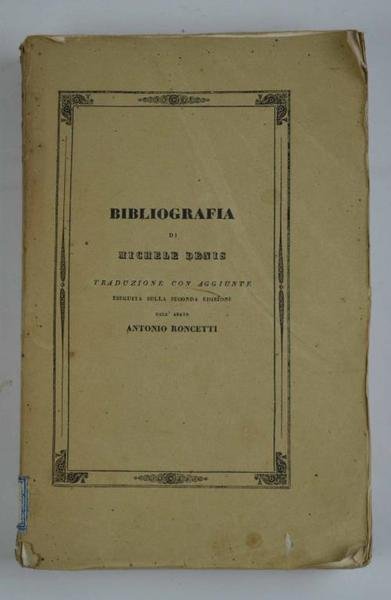 BIBLIOGRAFIA
DI
MICHELE DENIS
TRADUZIONE CON AGGIUNTE
ESEGUITA SULLA SECONDA EDIZIONE
DALL' ABATE
ANTONIO RONCETTI